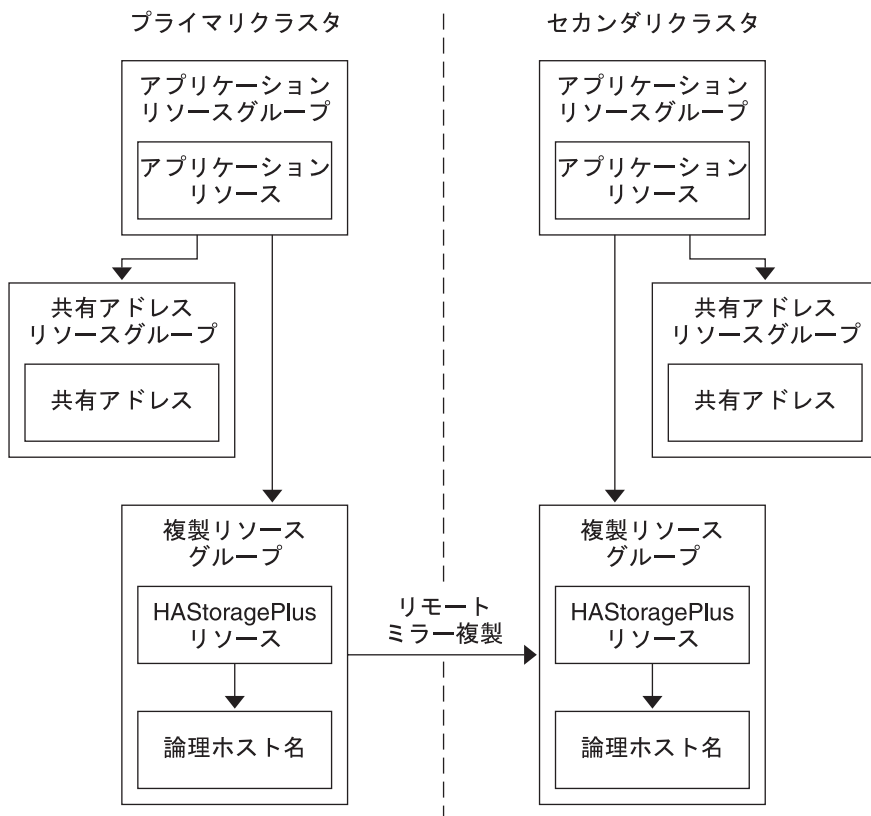 プライマリクラスタ
セカンダリクラスタ
アプリケーション
リソースグループ
アプリケーション
リソース
アプリケーション
リソースグループ
アプリケーション
リソース
共有アドレス
リソースグループ
共有アドレス
共有アドレス
リソースグループ
共有アドレス
複製リソース
グループ
HAStoragePlus
リソース
論理ホスト名
リモート
ミラー複製
複製リソース
グループ
HAStoragePlus
リソース
論理ホスト名